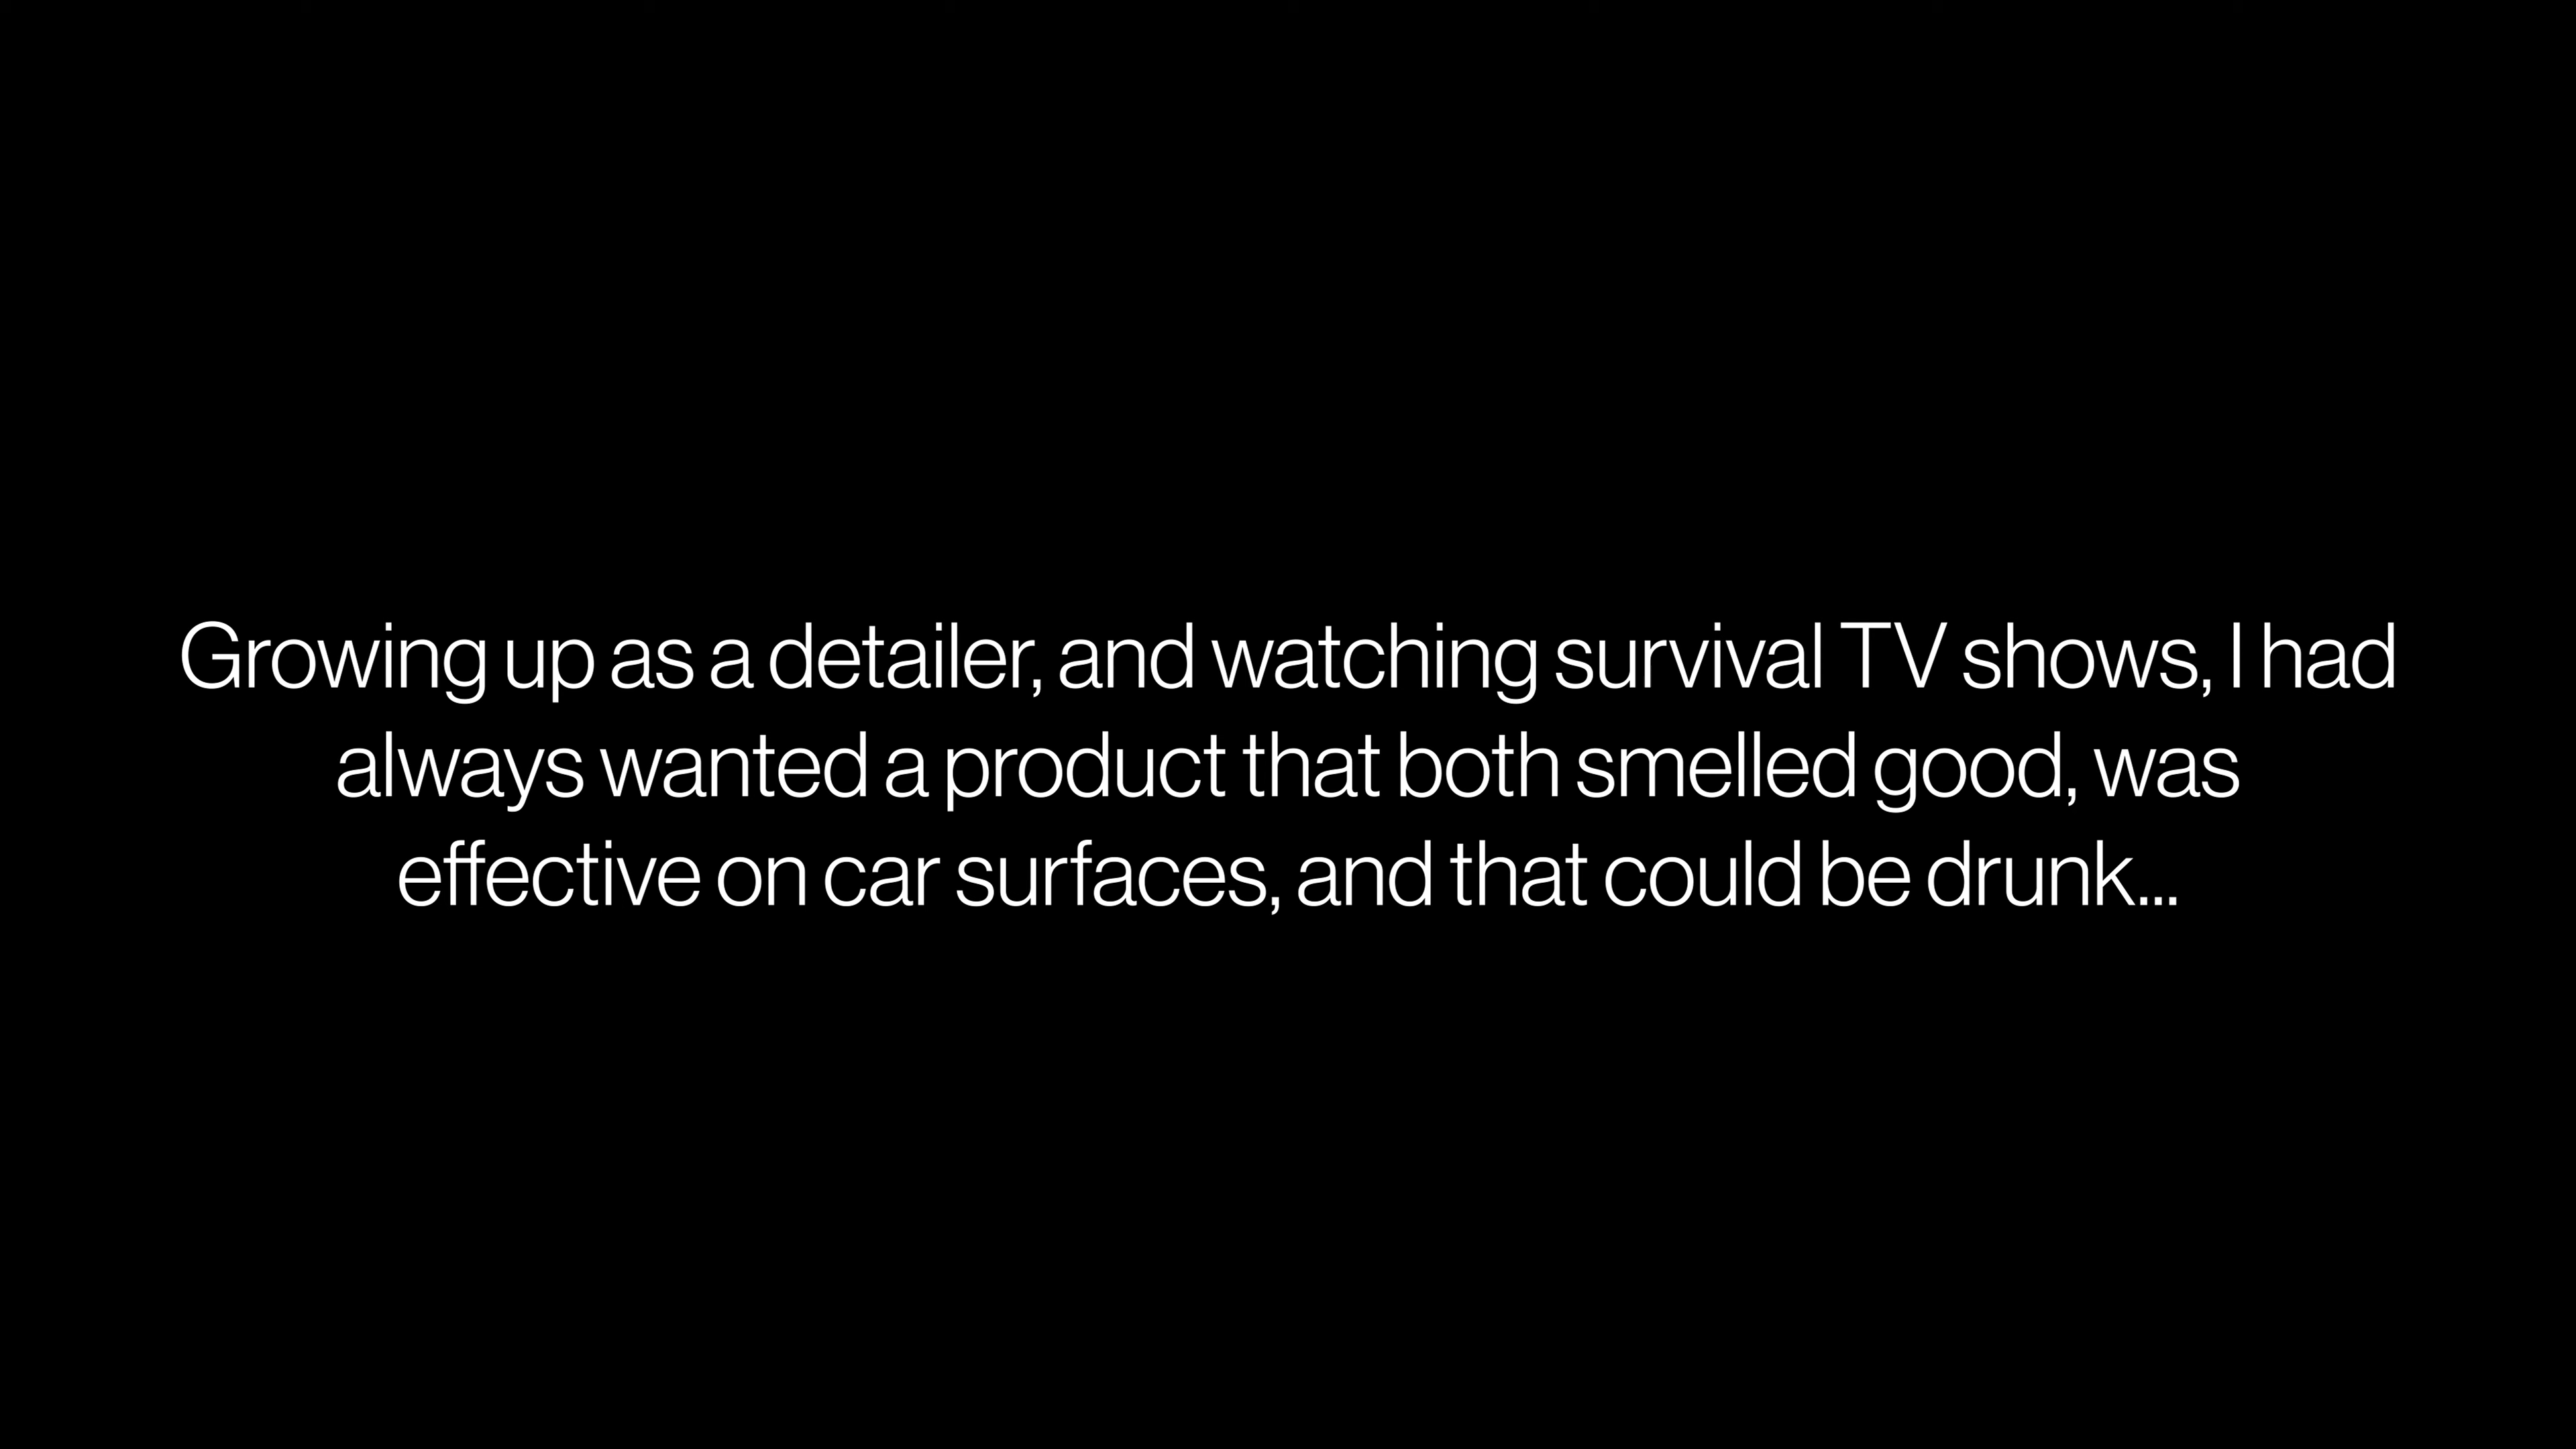 Growing up as a detailer, and watching survival TV shows, I had
always wanted a product that both smelled good, was
effective on car surfaces, and that could be drunk...